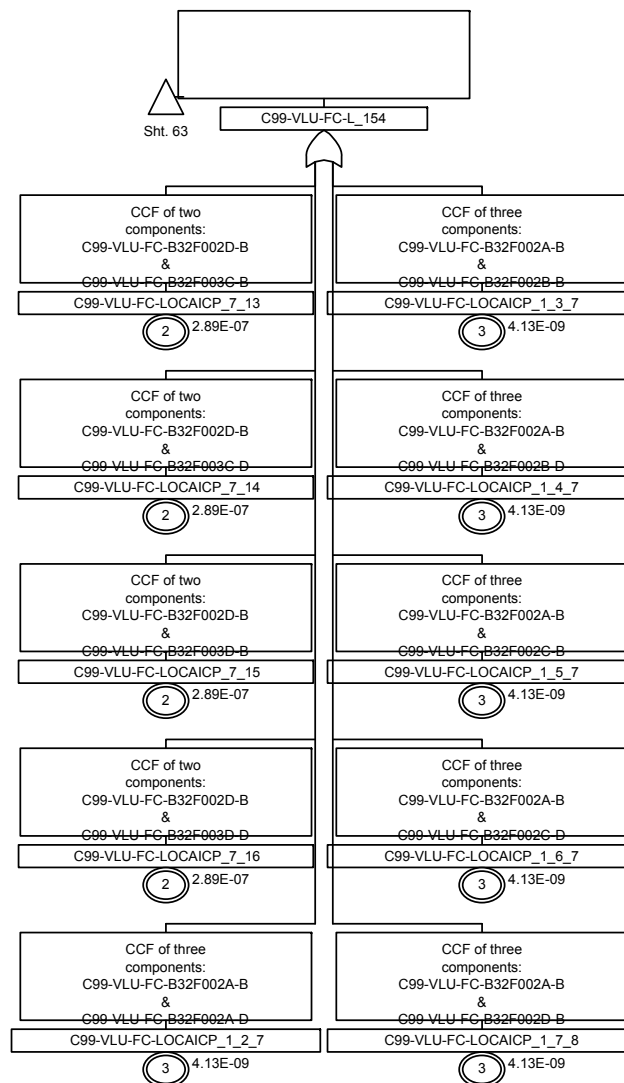 C99-VLU-FC-L_154
Sht. 63
CCF of two
components:
C99-VLU-FC-B32F002D-B
&
C99-VLU-FC-B32F003C-B
C99-VLU-FC-LOCAICP_7_13
2
2.89E-07
CCF of three
components:
C99-VLU-FC-B32F002A-B
&
C99-VLU-FC-B32F002B-B
C99-VLU-FC-LOCAICP_1_3_7
3
4.13E-09
CCF of two
components:
C99-VLU-FC-B32F002D-B
&
C99-VLU-FC-B32F003C-D
C99-VLU-FC-LOCAICP_7_14
2
2.89E-07
CCF of three
components:
C99-VLU-FC-B32F002A-B
&
C99-VLU-FC-B32F002B-D
C99-VLU-FC-LOCAICP_1_4_7
3
4.13E-09
CCF of two
components:
C99-VLU-FC-B32F002D-B
&
C99-VLU-FC-B32F003D-B
C99-VLU-FC-LOCAICP_7_15
2
2.89E-07
CCF of three
components:
C99-VLU-FC-B32F002A-B
&
C99-VLU-FC-B32F002C-B
C99-VLU-FC-LOCAICP_1_5_7
3
4.13E-09
CCF of two
components:
C99-VLU-FC-B32F002D-B
&
C99-VLU-FC-B32F003D-D
C99-VLU-FC-LOCAICP_7_16
2
2.89E-07
CCF of three
components:
C99-VLU-FC-B32F002A-B
&
C99-VLU-FC-B32F002C-D
C99-VLU-FC-LOCAICP_1_6_7
3
4.13E-09
CCF of three
components:
C99-VLU-FC-B32F002A-B
&
C99-VLU-FC-B32F002A-D
C99-VLU-FC-LOCAICP_1_2_7
3
4.13E-09
CCF of three
components:
C99-VLU-FC-B32F002A-B
&
C99-VLU-FC-B32F002D-B
C99-VLU-FC-LOCAICP_1_7_8
3
4.13E-09